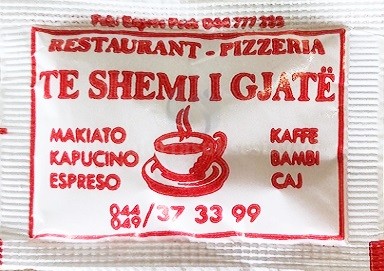 RESTAURANT - PIZZERIA
TE SHEMI I GJATË
MAKIATO KAFFE
KAPUCINO BAMBI
ESPRESO CAJ
044
049 / 37 33 99